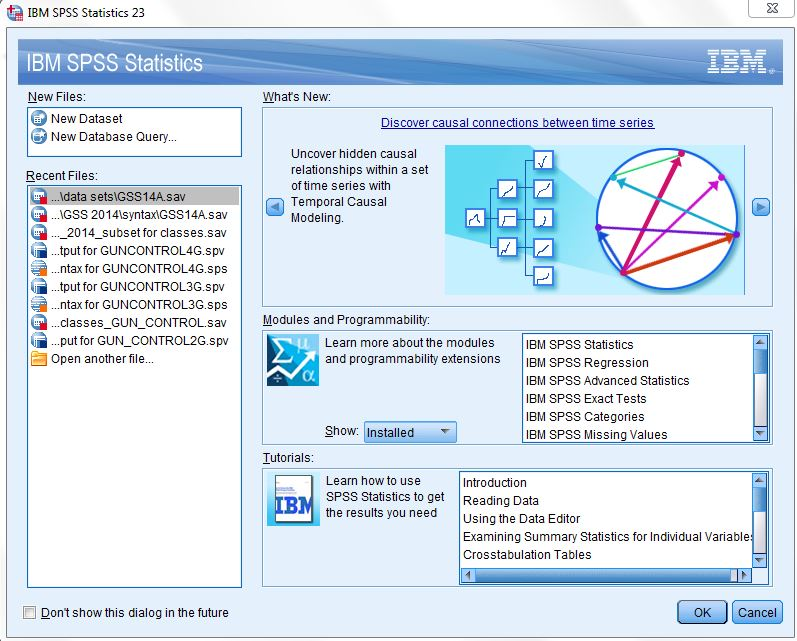 IBM SPSS Statistics 23
IBM SPSS Statistics
IBM
New Files:
New Dataset
New Database Query...
Recent Files:
...\data sets\GSS14A.sav
...\GSS 2014\syntax\GSS14A.sav
..._2014_subset for classes.sav
...tput for GUNCONTROL4G.spv
...ntax for GUNCONTROL4G.sps
...tput for GUNCONTROL3G.spv
...ntax for GUNCONTROL3G.sps
...classes_GUN_CONTROL.sav
...put for GUN_CONTROL2G.spv
Open another file...
What's New:
Discover causal connections between time series
Uncover hidden causal
relationships within a set
of time series with
Temporal Causal
Modeling.
Modules and Programmability:
Learn more about the modules
and programmability extensions
Show: Installed
IBM SPSS Statistics
IBM SPSS Regression
IBM SPSS Advanced Statistics
IBM SPSS Exact Tests
IBM SPSS Categories
IBM SPSS Missing Values
Tutorials:
IBM
Learn how to use
SPSS Statistics to get
the results you need
Introduction
Reading Data
Using the Data Editor
Examining Summary Statistics for Individual Variables
Crosstabulation Tables
Don't show this dialog in the future
OK
Cancel